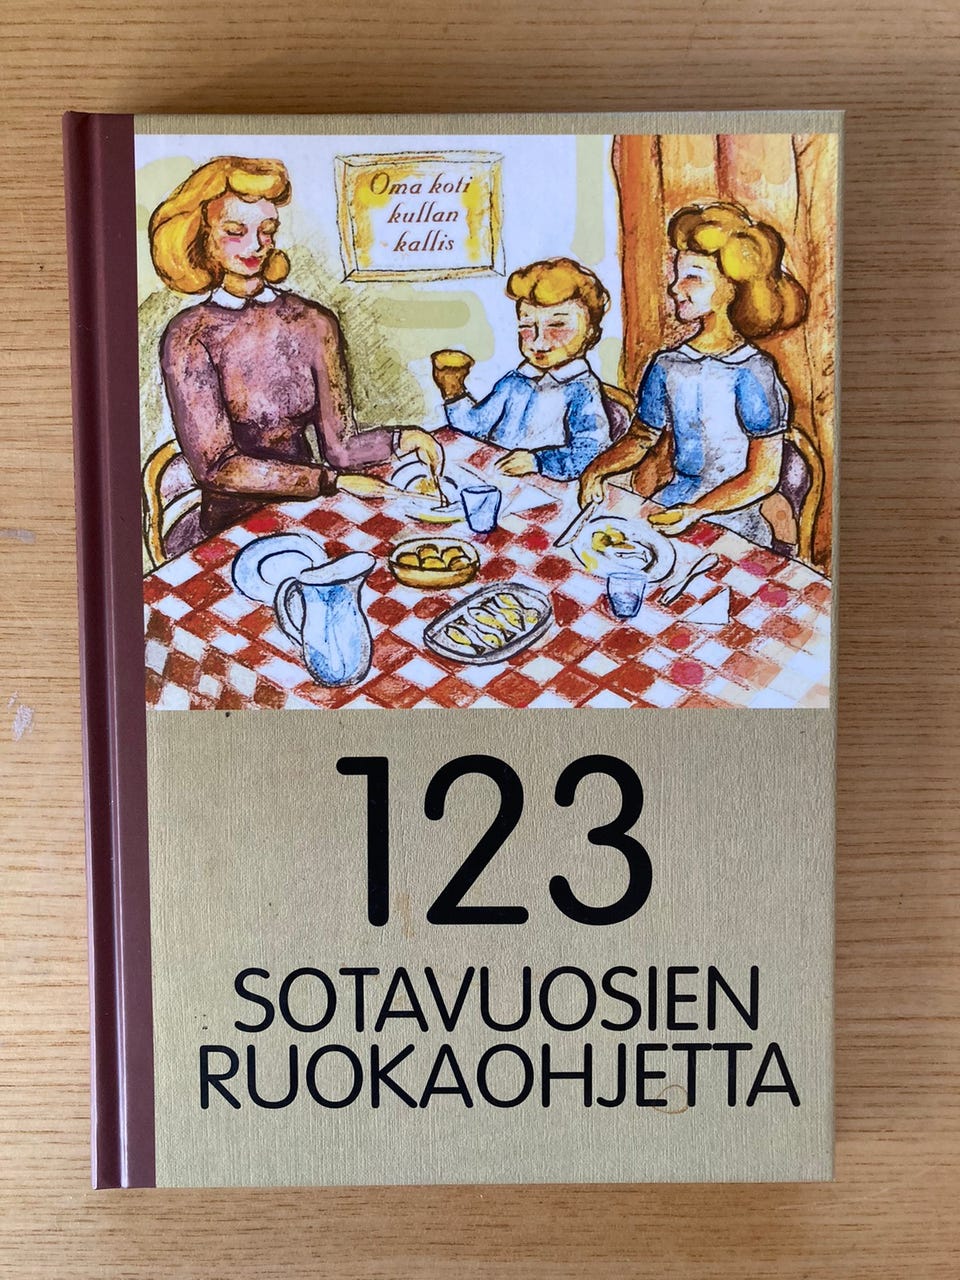 Oma koti
kullan
kallis
123
SOTAVUOSIEN
RUOKAOHJETTA